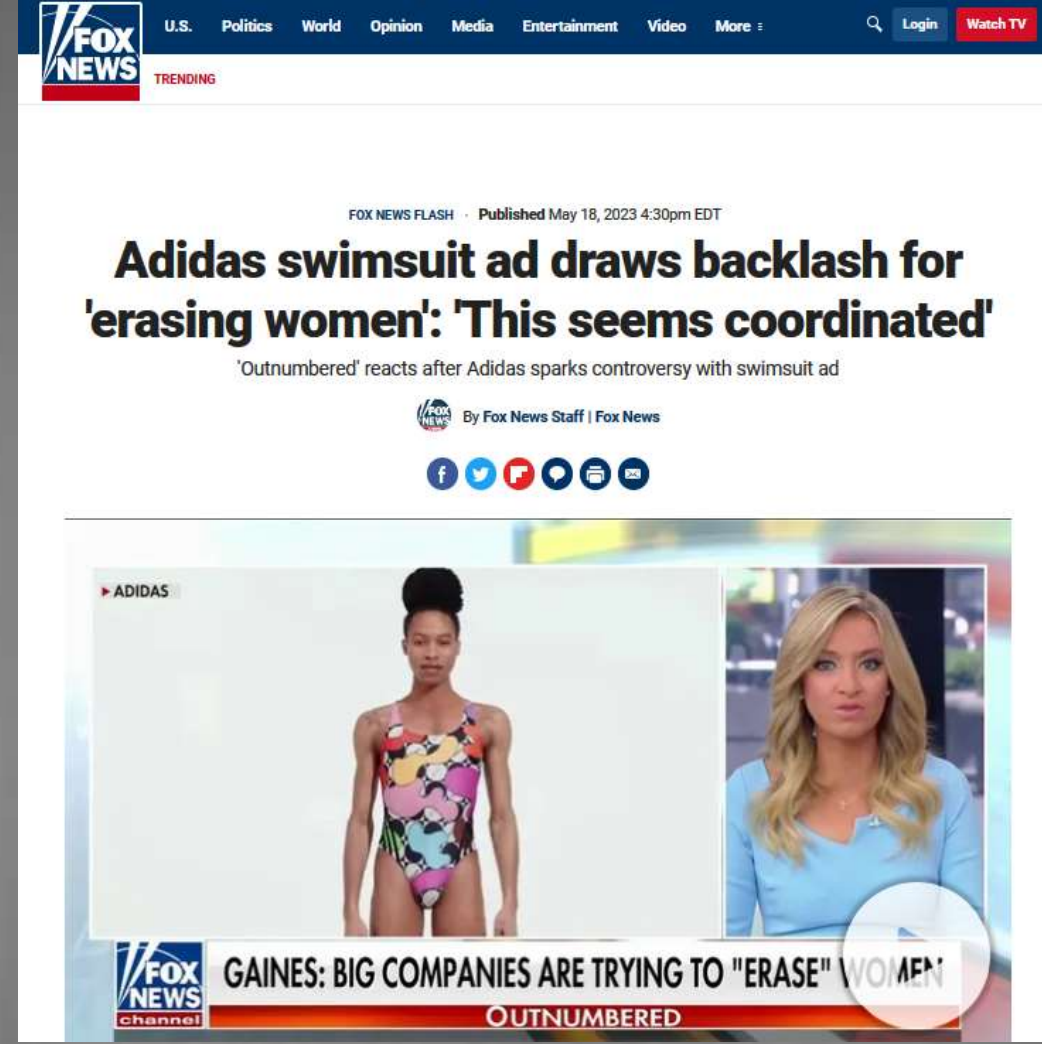 FOX
NEWS
U.S. Politics World Opinion Media Entertainment Video More
Login
Watch TV
TRENDING
FOX NEWS FLASH · Published May 18, 2023 4:30pm EDT
Adidas swimsuit ad draws backlash for
'erasing women': 'This seems coordinated'
'Outnumbered' reacts after Adidas sparks controversy with swimsuit ad
FOX
NEWS
By Fox News Staff | Fox News
ADIDAS
FOX
NEWS
channel
GAINES: BIG COMPANIES ARE TRYING TO "ERASE" WOMEN
OUTNUMBERED